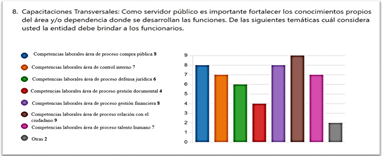 8. Capacitaciones Transversales: Como servidor público es importante fortalecer los conocimientos propios
del área y/o dependencia donde se desarrollan las funciones. De las siguientes temáticas cuál considera
usted la entidad debe brindar a los funcionarios.
Competencias laborales área de proceso compra pública 8
Competencias laborales área de control interno 7
Competencias laborales área de proceso defensa jurídica 6
Competencias laborales área de proceso gestión documental 4
Competencias laborales área de proceso gestión financiera 8
Competencias laborales área de proceso relación con el
ciudadano 9
Competencias laborales área de proceso talento humano 7
Otras 2
9
8
7
6
5
4
3
2
1
0